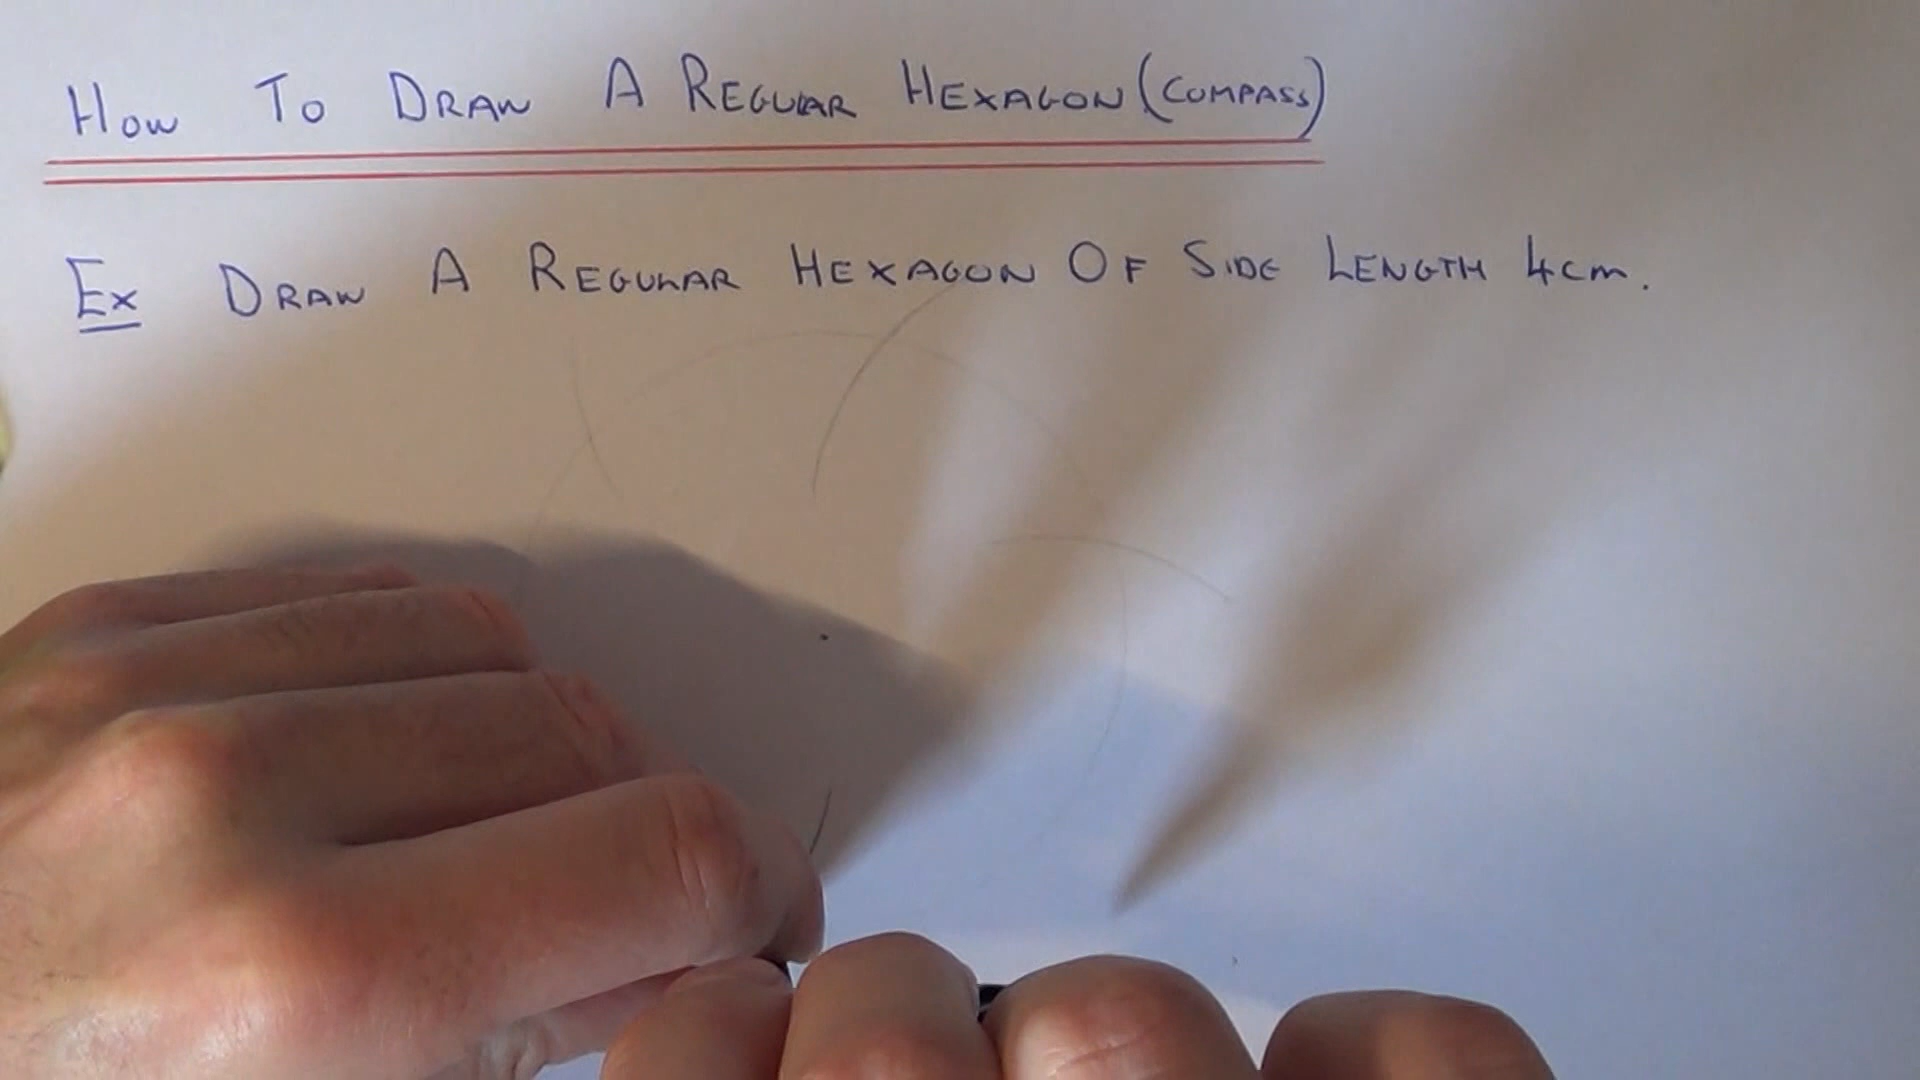 How To DRAW A REGULAR HEXAGON (COMPASS)
Ex DRAW A REGULAR HEXAGON OF SIDE LENGTH 4cm.